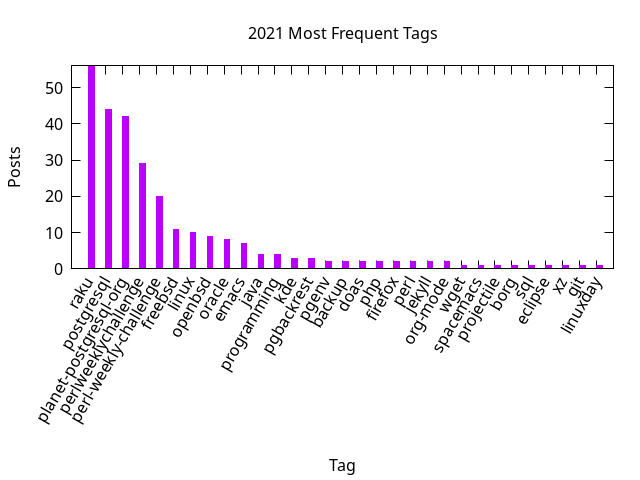 2021 Most Frequent Tags
Posts
50
40
30
20
10
0
raku
postgresql
planet-postgresql-org
perlweeklychallenge
perl-weekly-challenge
freebsd
linux
openbsd
oracle
emacs
java
programming
kde
pgbackrest
pgenv
backup
doas
php
firefox
perl
jekyll
org-mode
wget
spacemacs
projectile
borg
sql
eclipse
xz
git
linuxday
Tag